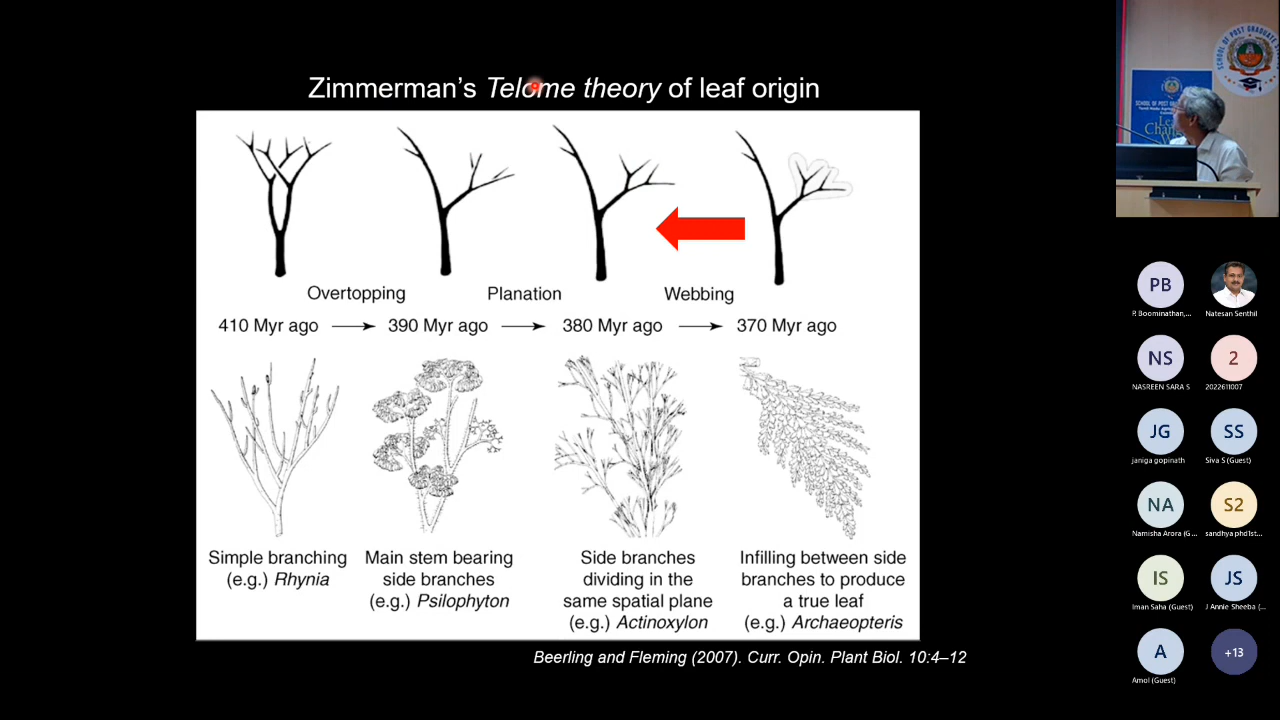 Zimmerman's Telome theory of leaf origin
Overtopping
Planation
Webbing
410 Myr ago
390 Myr ago
380 Myr ago
370 Myr ago
Simple branching
(e.g.) Rhynia
Main stem bearing
side branches
(e.g.) Psilophyton
Side branches
dividing in the
same spatial plane
(e.g.) Actinoxylon
Infilling between side
branches to produce
a true leaf
(e.g.) Archaeopteris
Beerling and Fleming (2007). Curr. Opin. Plant Biol. 10:4–12
SCHOOL OF POST GRADUATE
PB
P. Boominathan,...
Natesan Senthil
NS
NASREEN SARA S
2
2022611007
JG
janiga gopinath
SS
Siva S (Guest)
NA
Namisha Arora (G...
S2
sandhya phd1st...
IS
Iman Saha (Guest)
JS
J Annie Sheeba (...
A
Amol (Guest)
+13